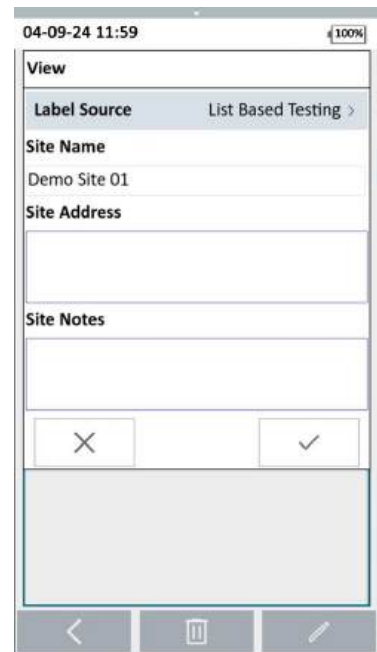 04-09-24 11:59 100%
View
Label Source List Based Testing >
Site Name
Demo Site 01
Site Address
Site Notes